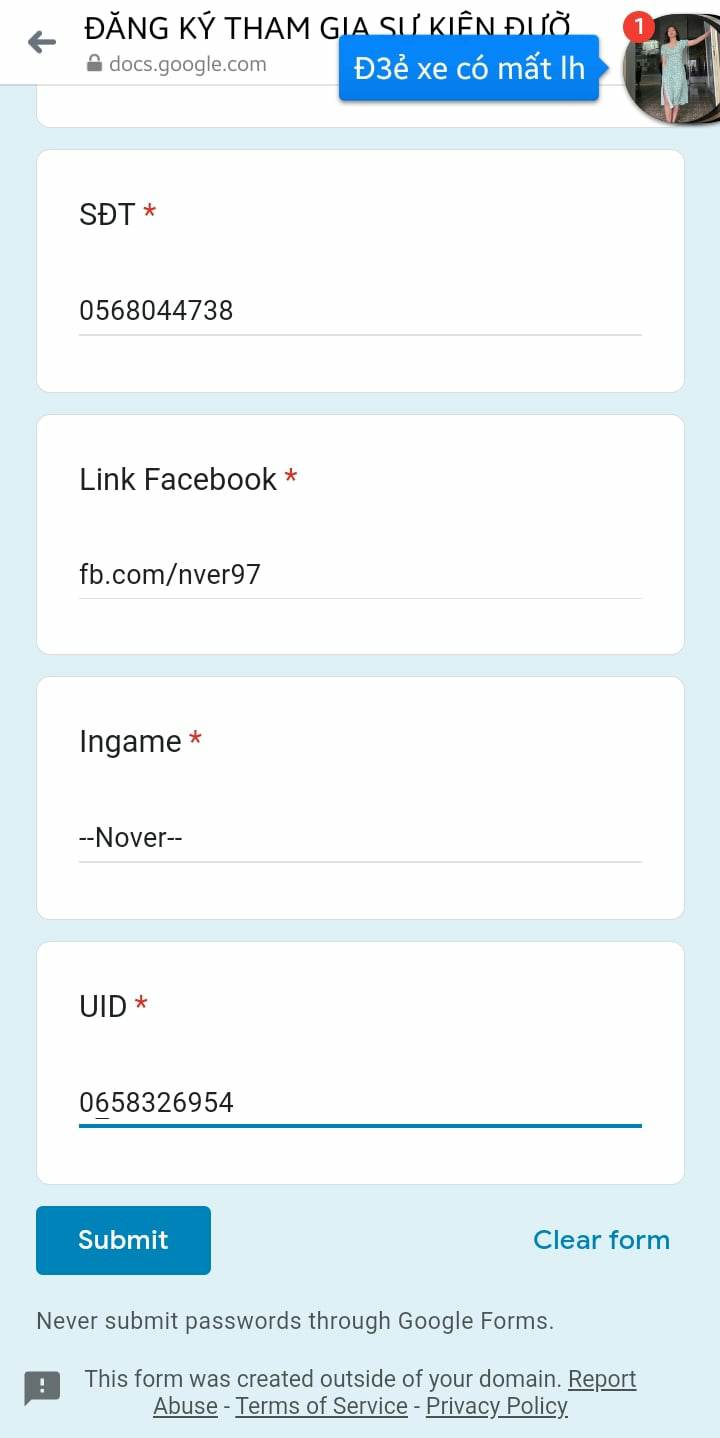 ĐĂNG KÝ THAM GIA SỰ KIỆN ĐƯỜ
docs.google.com
1
Đ3ẻ xe có mất lh
SĐT *
0568044738
Link Facebook *
fb.com/nver97
Ingame *
--Nover--
UID *
0658326954
Submit
Clear form
Never submit passwords through Google Forms.
This form was created outside of your domain. Report
Abuse - Terms of Service - Privacy Policy